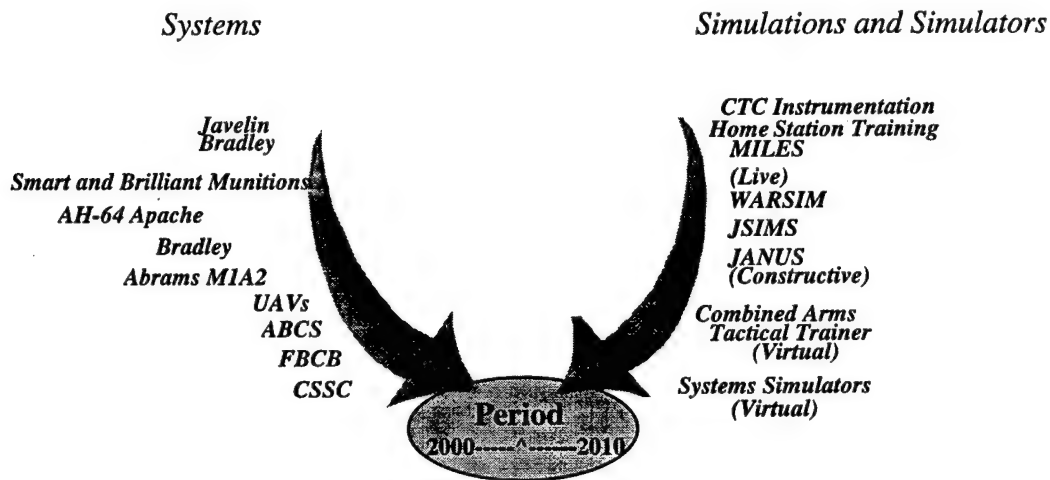 Systems
Simulations and Simulators
Javelin
Bradley
Smart and Brilliant Munitions
AH-64 Apache
Bradley
Abrams M1A2
UAVs
ABCS
FBCB
CSSC
CTC Instrumentation
Home Station Training
MILES
(Live)
WARSIM
JSIMS
JANUS
(Constructive)
Combined Arms
Tactical Trainer
(Virtual)
Systems Simulators
(Virtual)
Period
2000-----^------2010